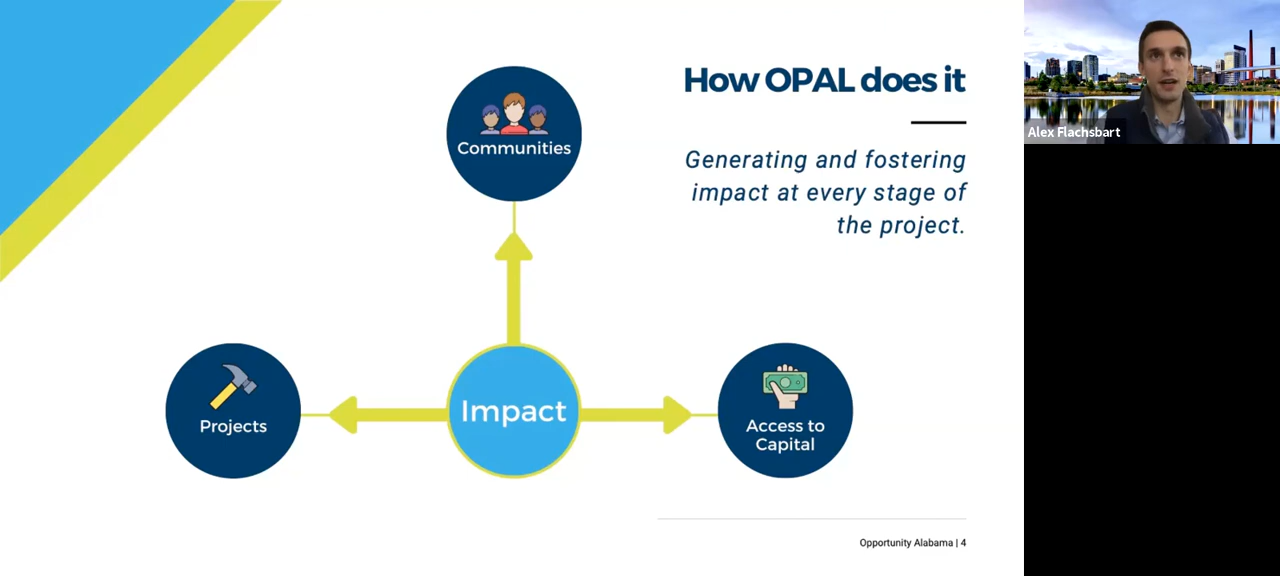 How OPAL does it
Generating and fostering
impact at every stage of
the project.
Communities
Projects
Impact
Access to
Capital
Opportunity Alabama | 4
Alex Flachsbart